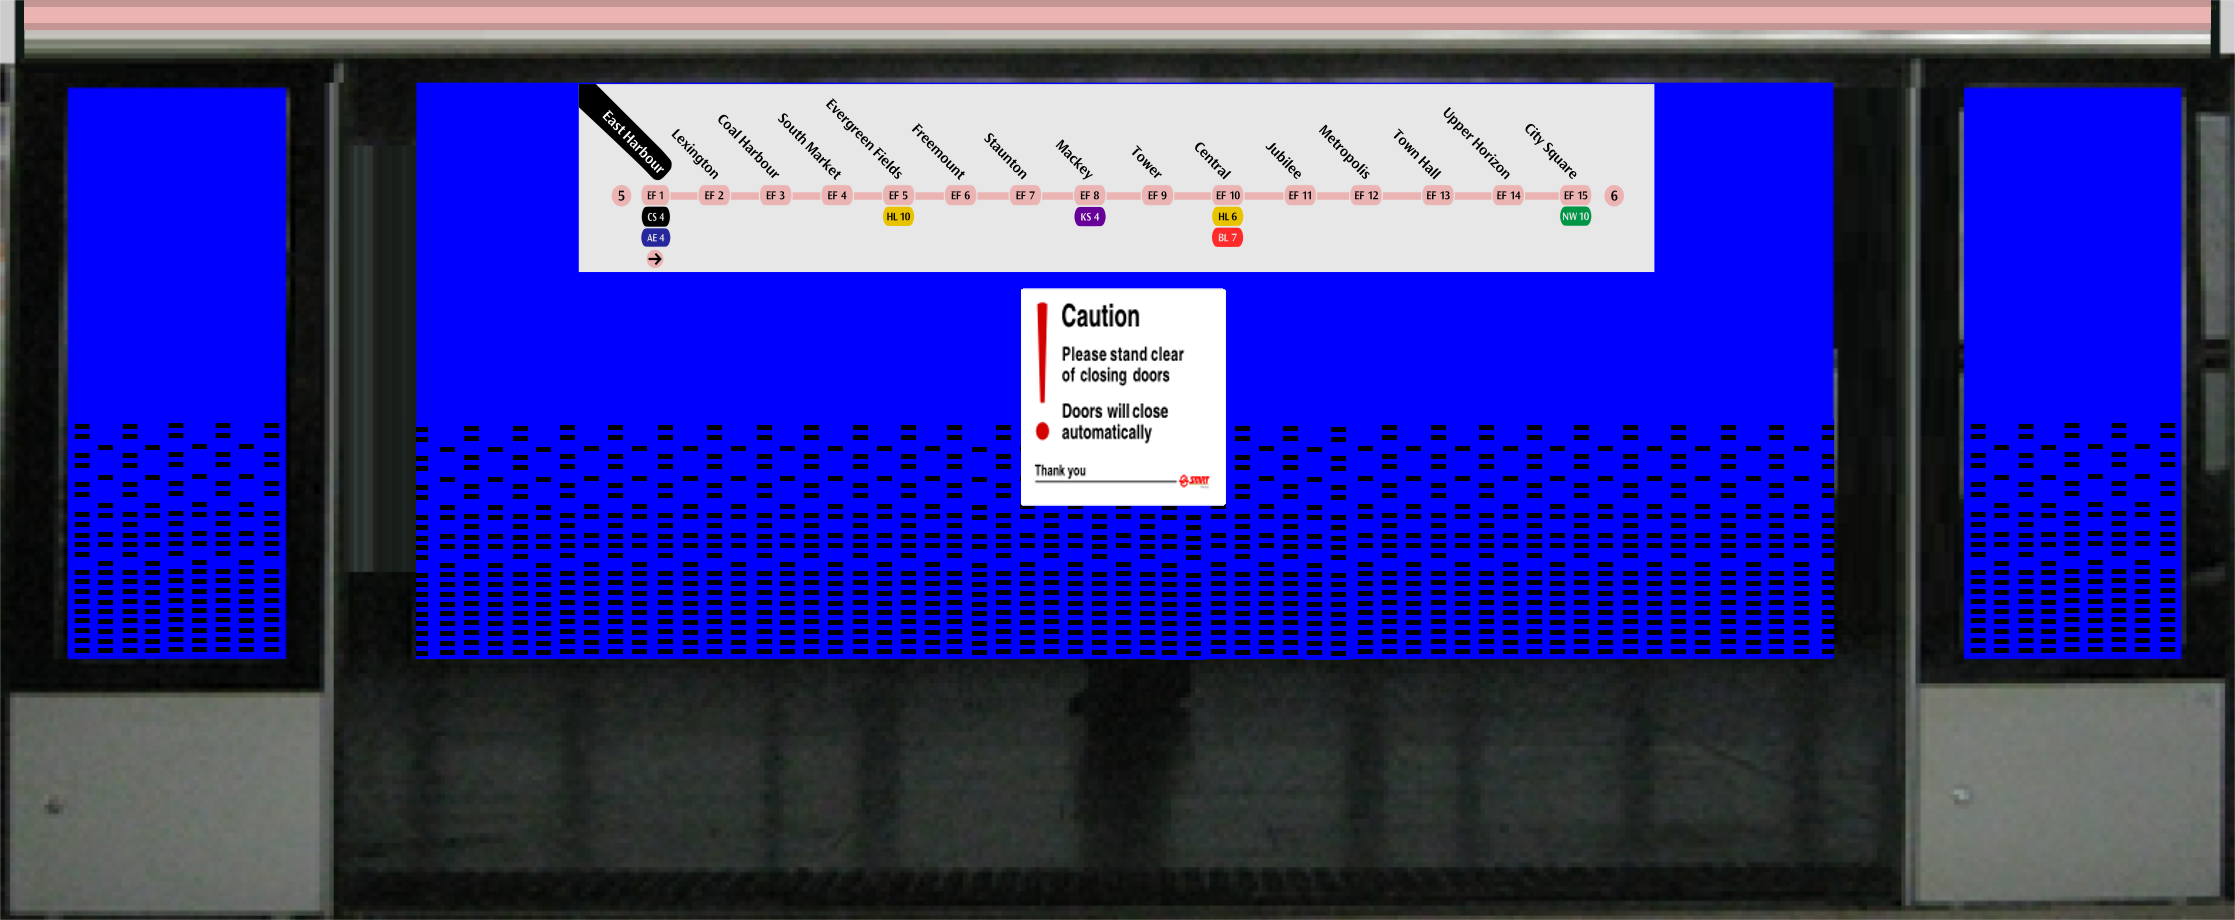 East Harbour
Lexington
Coal Harbour
South Market
Evergreen Fields
Freemount
Staunton
Mackey
Tower
Central
Jubilee
Metropolis
Town Hall
Upper Horizon
City Square
5 EF 1 EF 2 EF 3 EF 4 EF 5 EF 6 EF 7 EF 8 EF 9 EF 10 EF 11 EF 12 EF 13 EF 14 EF 15 6
CS 4 HL 10 KS 4 HL 6 NW 10
AE 4 BL 7
Caution
Please stand clear
of closing doors
Doors will close
automatically
Thank you
SMRT